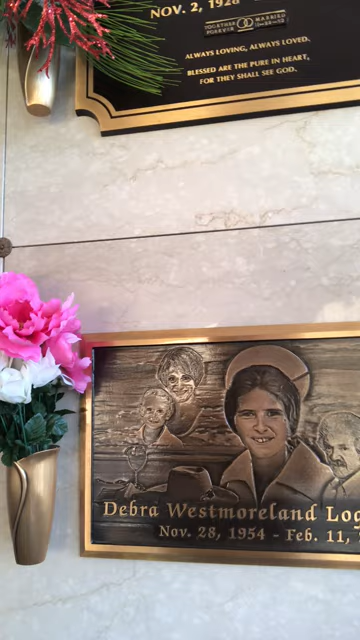 NOV. 2, 1928
TOGETHER MARRIED
FOREVER
ALWAYS LOVING, ALWAYS LOVED.
BLESSED ARE THE PURE IN HEART,
FOR THEY SHALL SEE GOD.
Debra Westmoreland Log
Nov. 28, 1954 - Feb. 11,